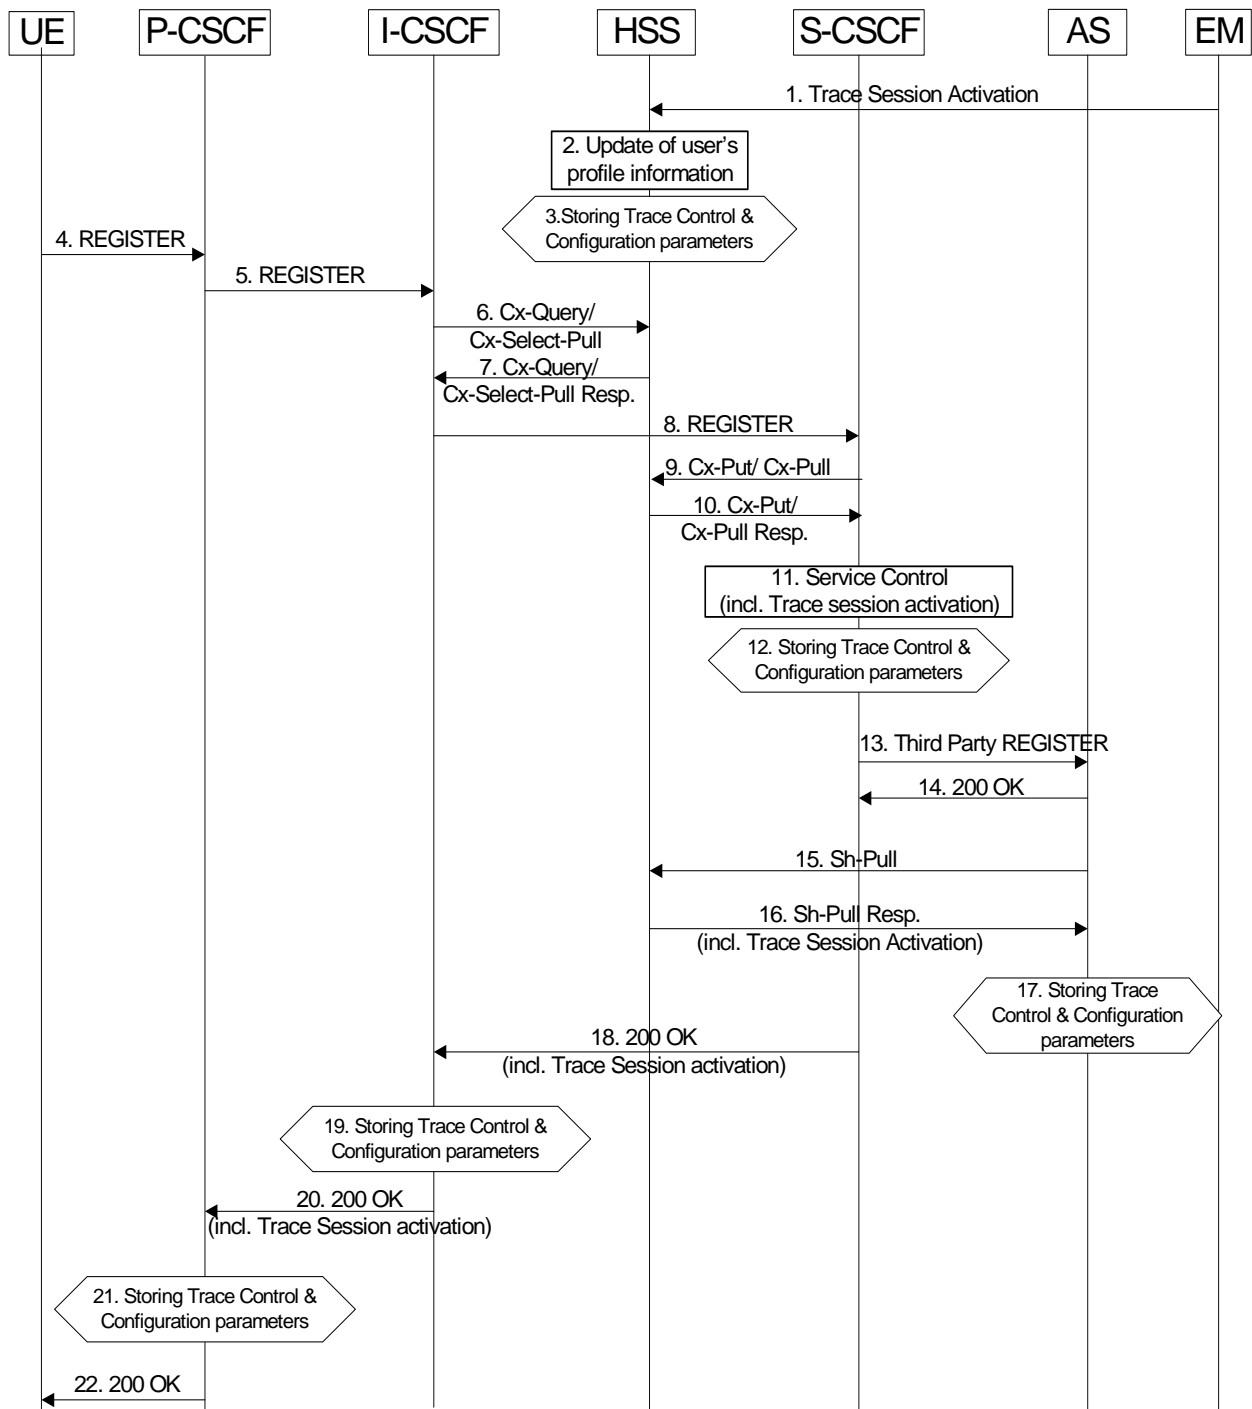 UE
P-CSCF
I-CSCF
HSS
S-CSCF
AS
EM
1. Trace Session Activation
2. Update of user’s
profile information
3.Storing Trace Control &
Configuration parameters
4. REGISTER
5. REGISTER
6. Cx-Query/
Cx-Select-Pull
7. Cx-Query/
Cx-Select-Pull Resp.
8. REGISTER
9. Cx-Put/ Cx-Pull
10. Cx-Put/
Cx-Pull Resp.
11. Service Control
(incl. Trace session activation)
12. Storing Trace Control &
Configuration parameters
13. Third Party REGISTER
14. 200 OK
15. Sh-Pull
16. Sh-Pull Resp.
(incl. Trace Session Activation)
17. Storing Trace
Control & Configuration
parameters
18. 200 OK
(incl. Trace Session activation)
19. Storing Trace Control &
Configuration parameters
20. 200 OK
(incl. Trace Session activation)
21. Storing Trace Control &
Configuration parameters
22. 200 OK